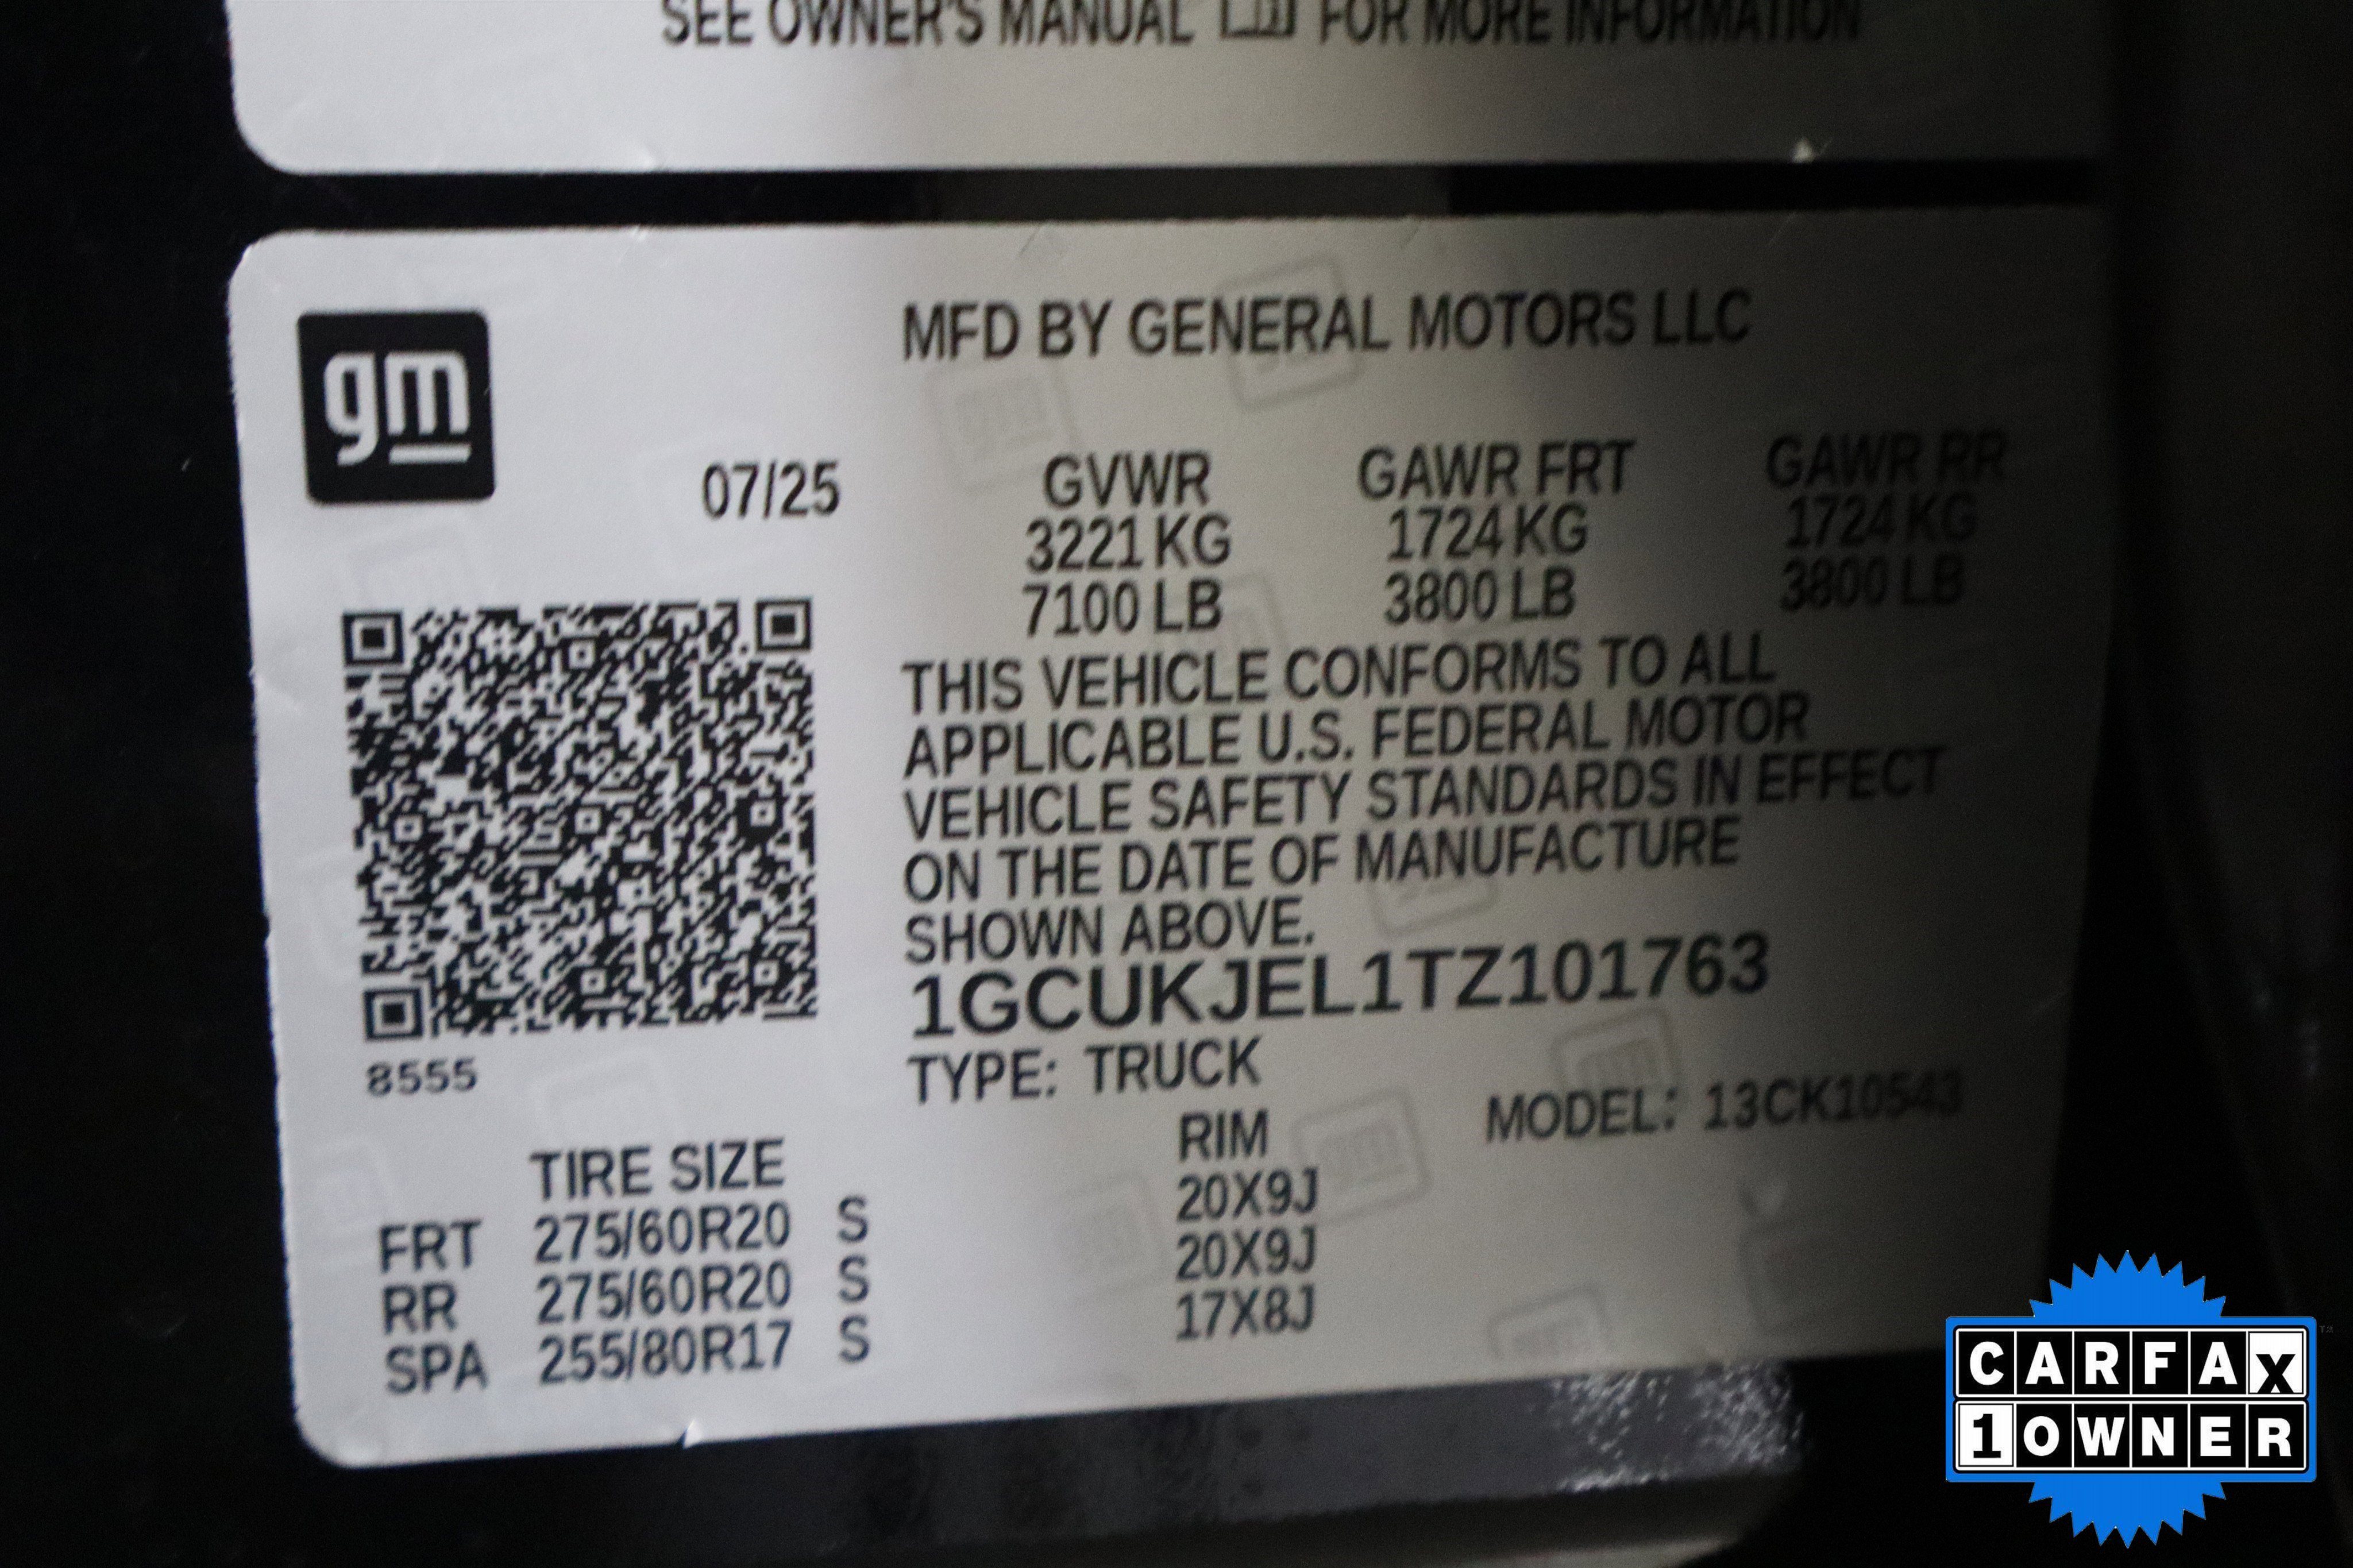 SEE OWNER'S MANUAL FOR MORE INFORMATION
gm
MFD BY GENERAL MOTORS LLC
07/25
GVWR GAWR FRT GAWR RR
3221 KG 1724 KG 1724 KG
7100 LB 3800 LB 3800 LB
THIS VEHICLE CONFORMS TO ALL
APPLICABLE U.S. FEDERAL MOTOR
VEHICLE SAFETY STANDARDS IN EFFECT
ON THE DATE OF MANUFACTURE
SHOWN ABOVE.
1GCUKJEL1TZ101763
8555
TYPE: TRUCK
MODEL: 13CK10543
TIRE SIZE RIM
FRT 275/60R20 S 20X9J
RR 275/60R20 S 20X9J
SPA 255/80R17 S 17X8J
CARFAX
1 OWNER